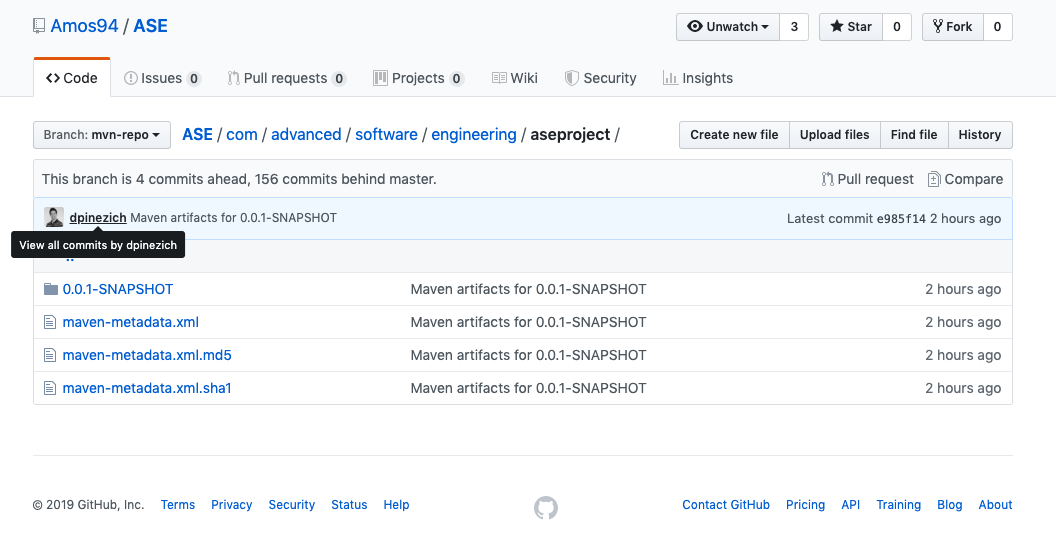 Amos94 / ASE
Unwatch 3 Star 0 Fork 0
Code Issues 0 Pull requests 0 Projects 0 Wiki Security Insights
Branch: mvn-repo ASE / com / advanced / software / engineering / aseproject / Create new file Upload files Find file History
This branch is 4 commits ahead, 156 commits behind master. Pull request Compare
dpinezich Maven artifacts for 0.0.1-SNAPSHOT Latest commit e985f14 2 hours ago
View all commits by dpinezich
..
0.0.1-SNAPSHOT Maven artifacts for 0.0.1-SNAPSHOT 2 hours ago
maven-metadata.xml Maven artifacts for 0.0.1-SNAPSHOT 2 hours ago
maven-metadata.xml.md5 Maven artifacts for 0.0.1-SNAPSHOT 2 hours ago
maven-metadata.xml.sha1 Maven artifacts for 0.0.1-SNAPSHOT 2 hours ago
© 2019 GitHub, Inc. Terms Privacy Security Status Help Contact GitHub Pricing API Training Blog About